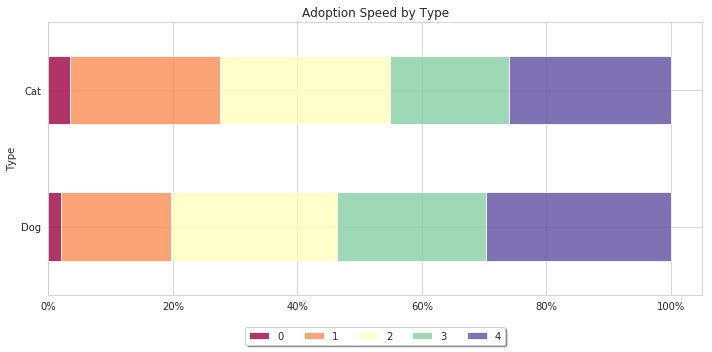 Adoption Speed by Type
Cat
Type
Dog
0% 20% 40% 60% 80% 100%
0 1 2 3 4